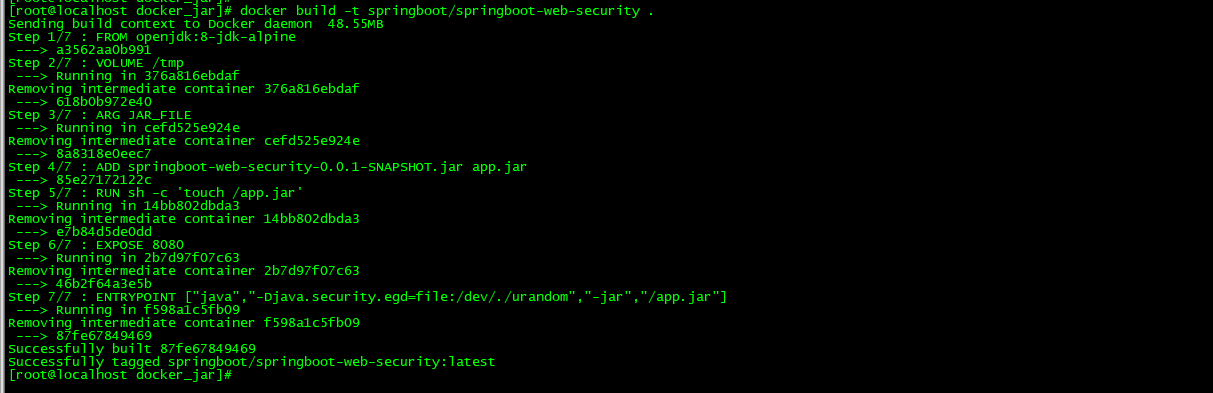 [root@localhost docker_jar]# docker build -t springboot/springboot-web-security .
Sending build context to Docker daemon  48.55MB
Step 1/7 : FROM openjdk:8-jdk-alpine
 ---> a3562aa0b991
Step 2/7 : VOLUME /tmp
 ---> Running in 376a816ebdaf
Removing intermediate container 376a816ebdaf
 ---> 618b0b972e40
Step 3/7 : ARG JAR_FILE
 ---> Running in cefd525e924e
Removing intermediate container cefd525e924e
 ---> 8a8318e0eec7
Step 4/7 : ADD springboot-web-security-0.0.1-SNAPSHOT.jar app.jar
 ---> 85e27172122c
Step 5/7 : RUN sh -c 'touch /app.jar'
 ---> Running in 14bb802dbda3
Removing intermediate container 14bb802dbda3
 ---> e7b84d5de0dd
Step 6/7 : EXPOSE 8080
 ---> Running in 2b7d97f07c63
Removing intermediate container 2b7d97f07c63
 ---> 46b2f64a3e5b
Step 7/7 : ENTRYPOINT ["java","-Djava.security.egd=file:/dev/./urandom","-jar","/app.jar"]
 ---> Running in f598a1c5fb09
Removing intermediate container f598a1c5fb09
 ---> 87fe67849469
Successfully built 87fe67849469
Successfully tagged springboot/springboot-web-security:latest
[root@localhost docker_jar]#